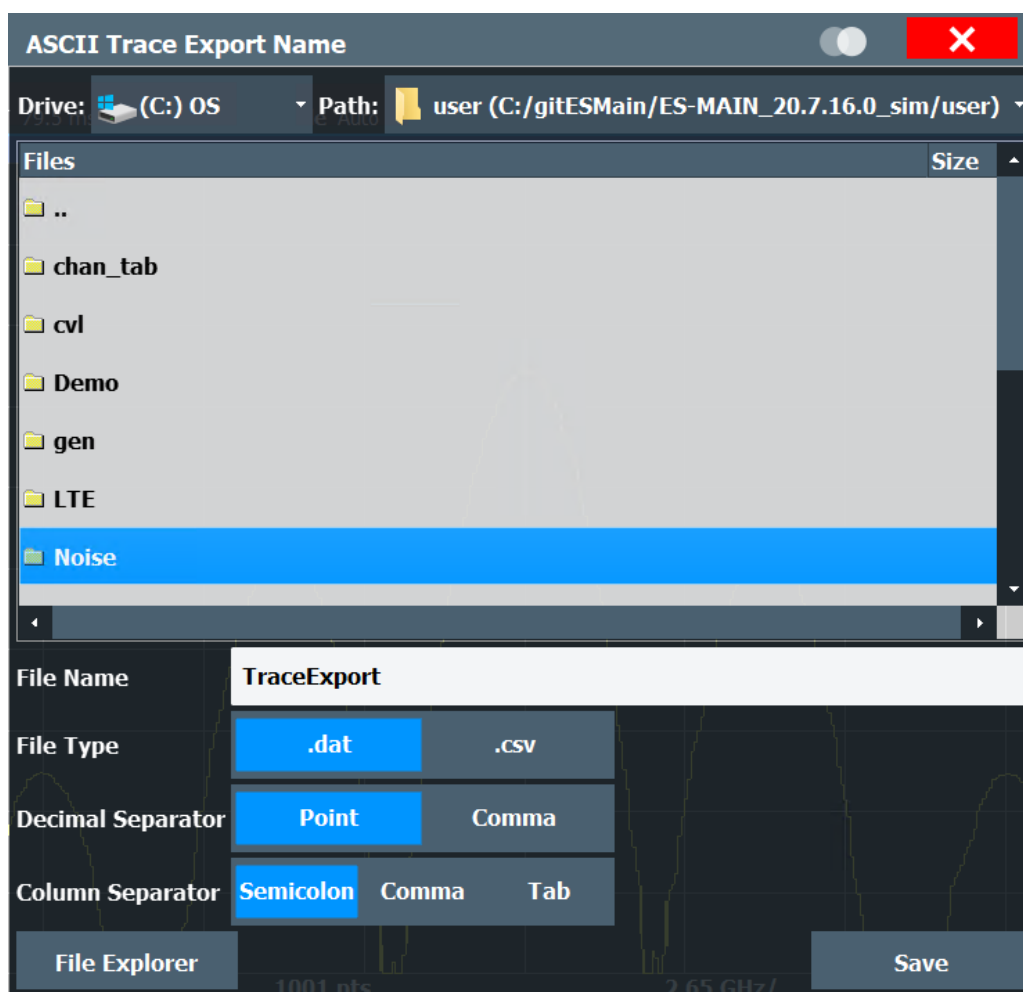 ASCII Trace Export Name
Drive: (C:) OS Path: user (C:/gitESMain/ES-MAIN_20.7.16.0_sim/user)
Files Size
..
chan_tab
cvl
Demo
gen
LTE
Noise
File Name TraceExport
File Type .dat .csv
Decimal Separator Point Comma
Column Separator Semicolon Comma Tab
File Explorer Save
1001 pts 2.65 GHz/